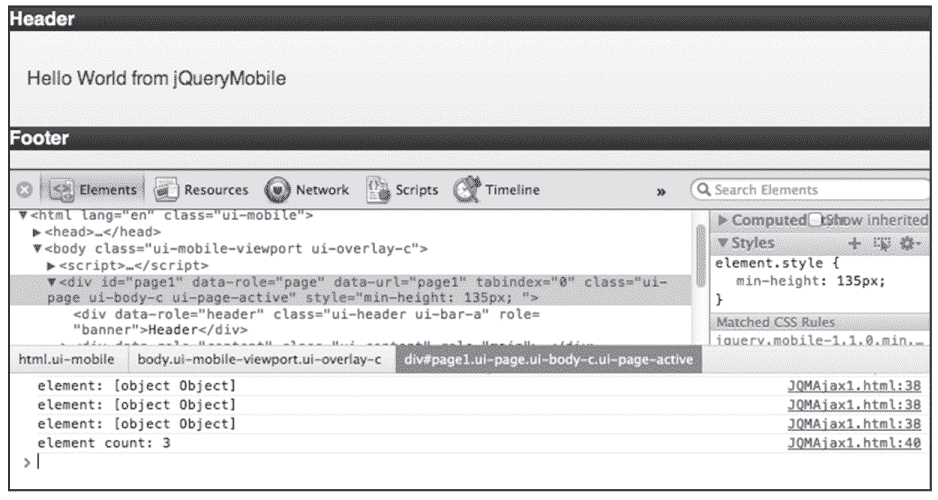 Header
Hello World from jQueryMobile
Footer
Elements Resources Network Scripts Timeline » Search Elements
▼<html lang="en" class="ui-mobile">
▶<head>…</head>
▼<body class="ui-mobile-viewport ui-overlay-c">
▶<script>…</script>
▼<div id="page1" data-role="page" data-url="page1" tabindex="0" class="ui-
page ui-body-c ui-page-active" style="min-height: 135px; ">
<div data-role="header" class="ui-header ui-bar-a" role=
"banner">Header</div>
▶ Computed Show inherited
▼ Styles
element.style {
min-height: 135px;
}
Matched CSS Rules
jquery.mobile-1.1.0.min.…
html.ui-mobile body.ui-mobile-viewport.ui-overlay-c div#page1.ui-page.ui-body-c.ui-page-active
element: [object Object] JQMAjax1.html:38
element: [object Object] JQMAjax1.html:38
element: [object Object] JQMAjax1.html:38
element count: 3 JQMAjax1.html:40
>